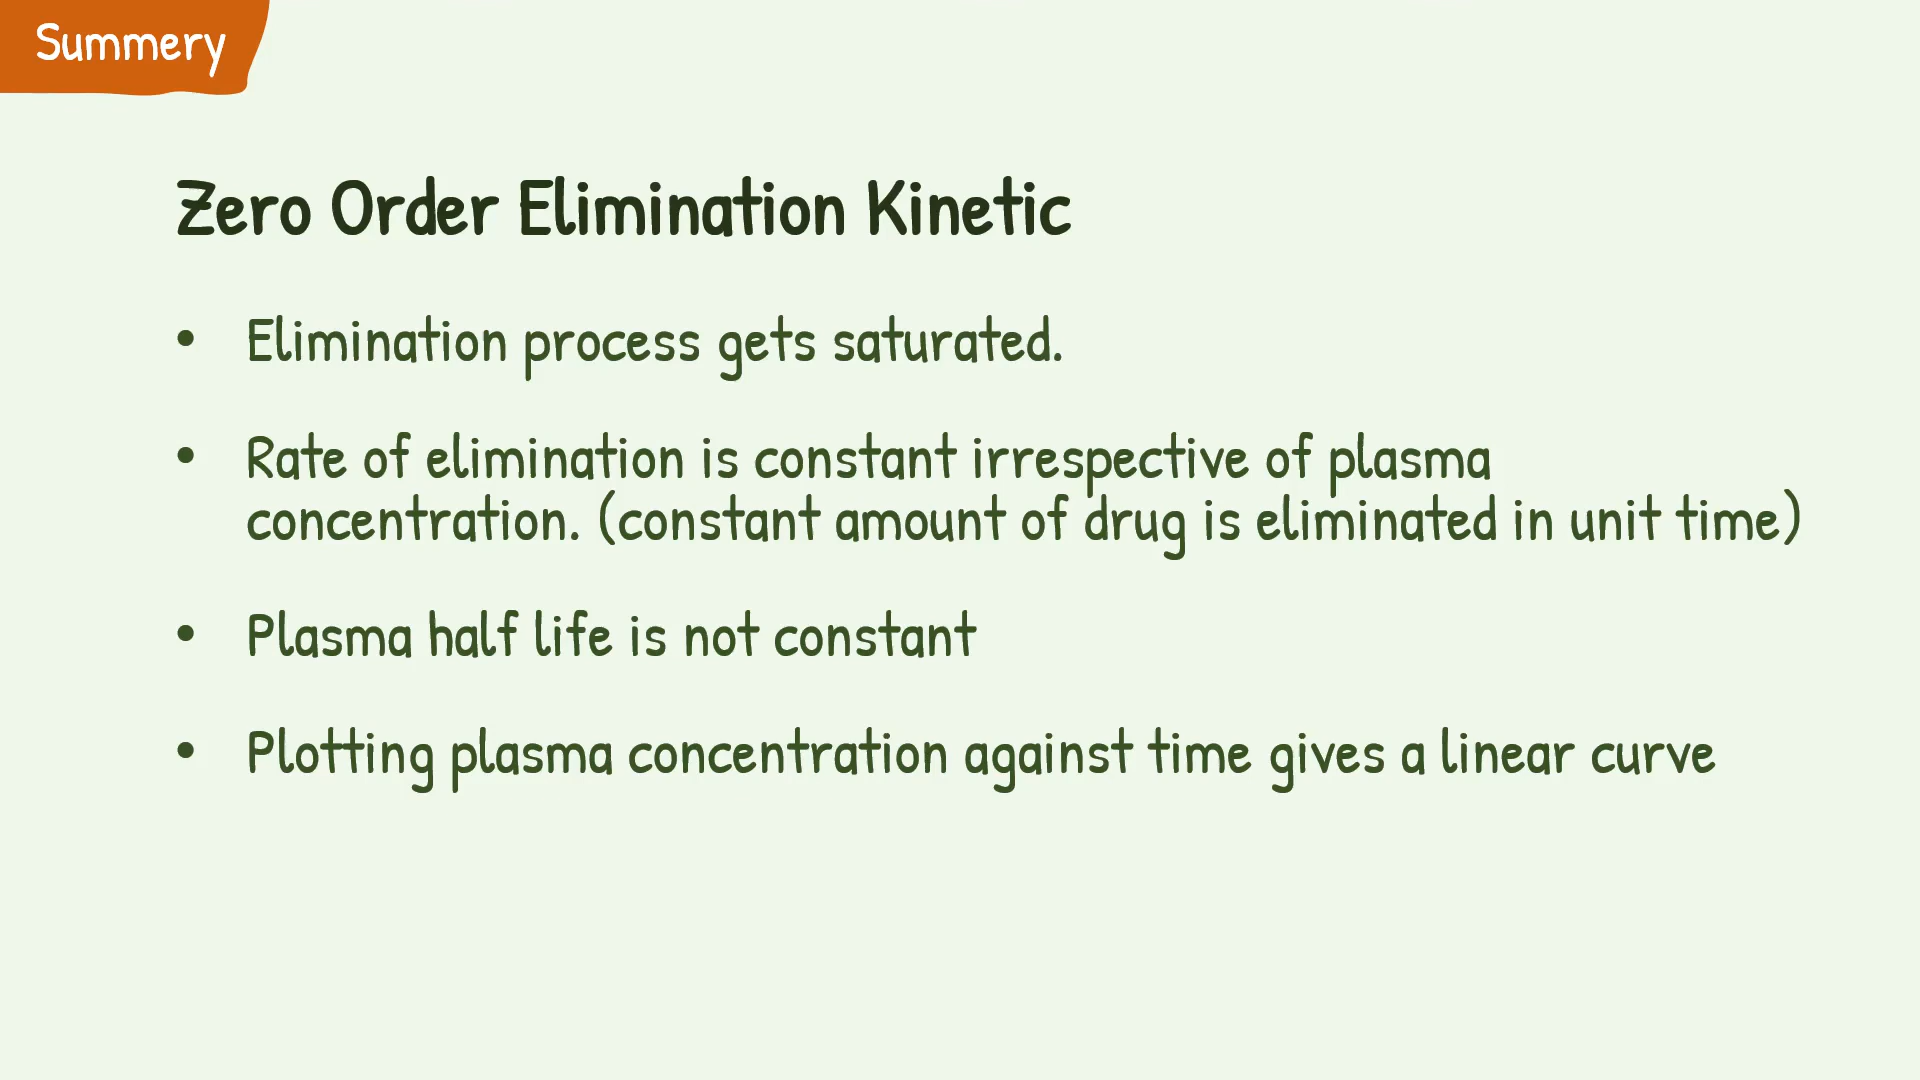 Summery
Zero Order Elimination Kinetic
• Elimination process gets saturated.
• Rate of elimination is constant irrespective of plasma
concentration. (constant amount of drug is eliminated in unit time)
• Plasma half life is not constant
• Plotting plasma concentration against time gives a linear curve